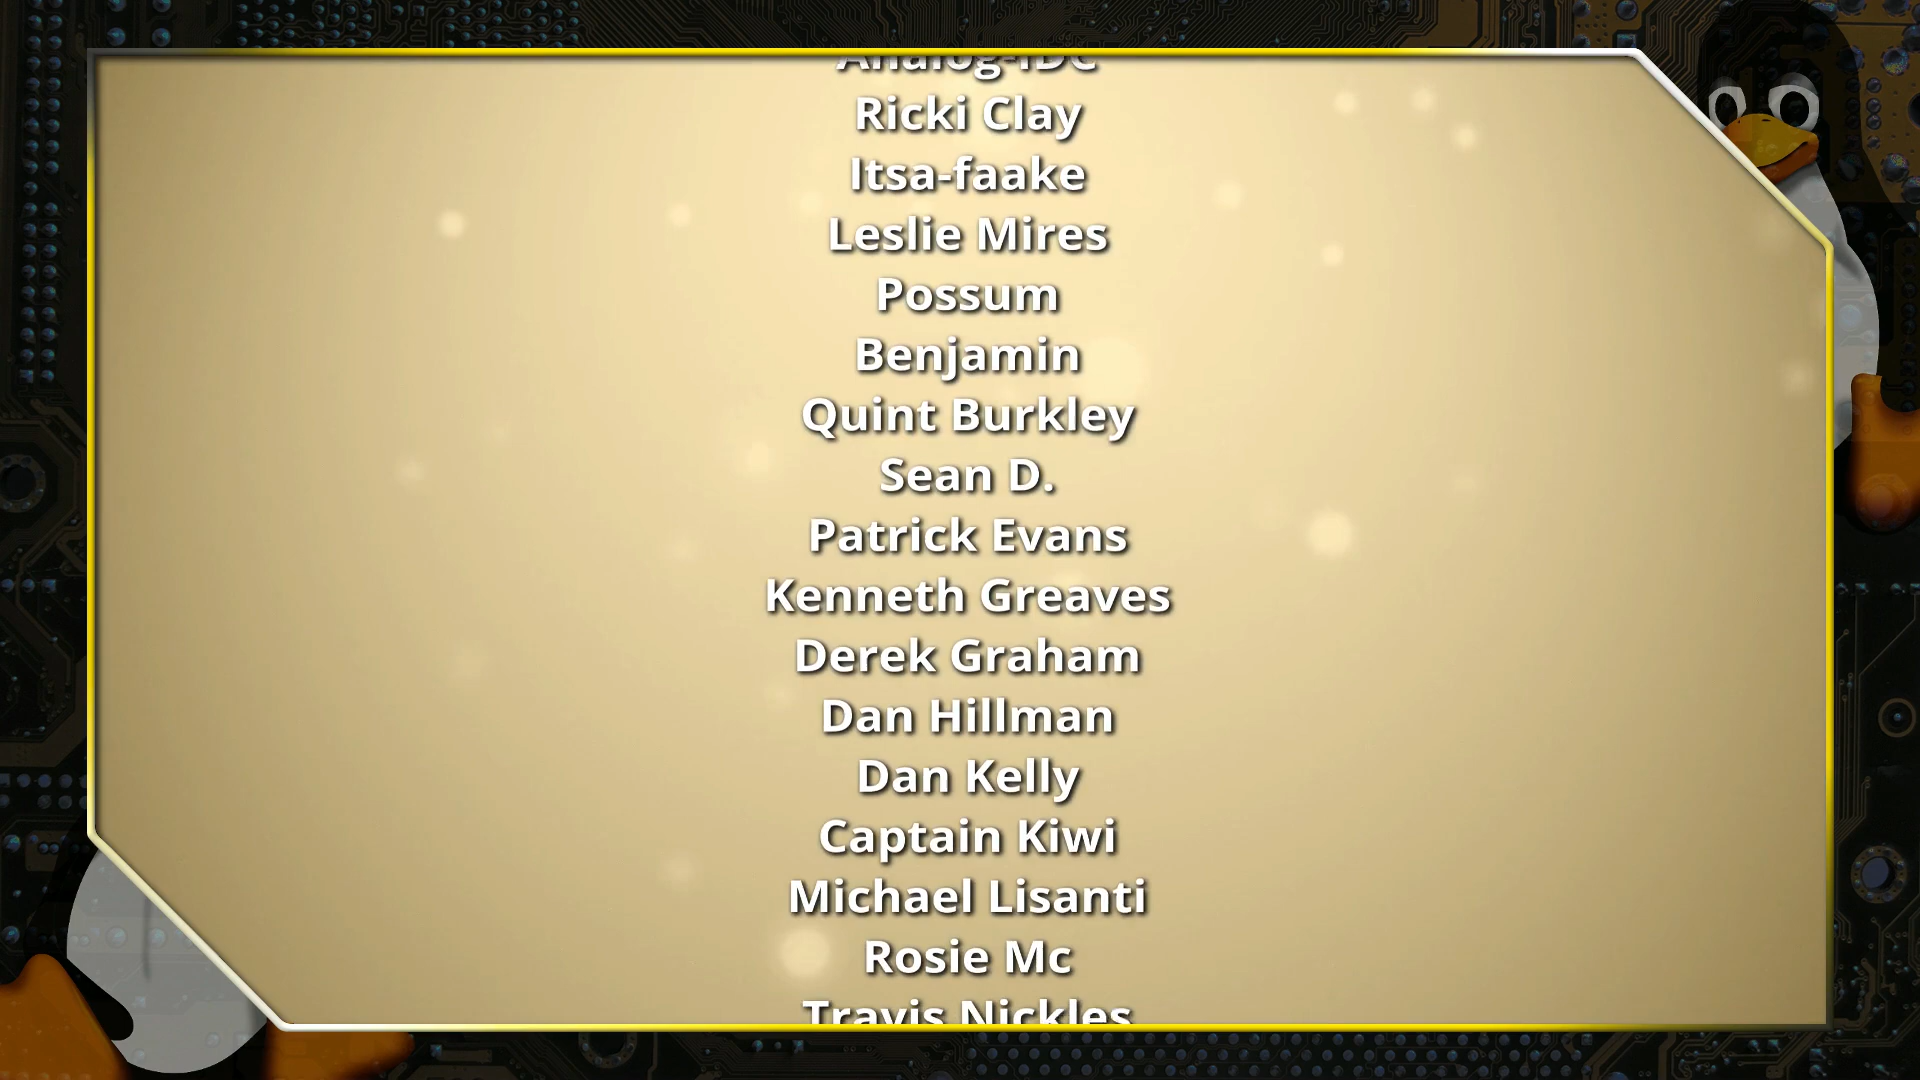 Ricki Clay
Itsa-faake
Leslie Mires
Possum
Benjamin
Quint Burkley
Sean D.
Patrick Evans
Kenneth Greaves
Derek Graham
Dan Hillman
Dan Kelly
Captain Kiwi
Michael Lisanti
Rosie Mc
Travis Nickles